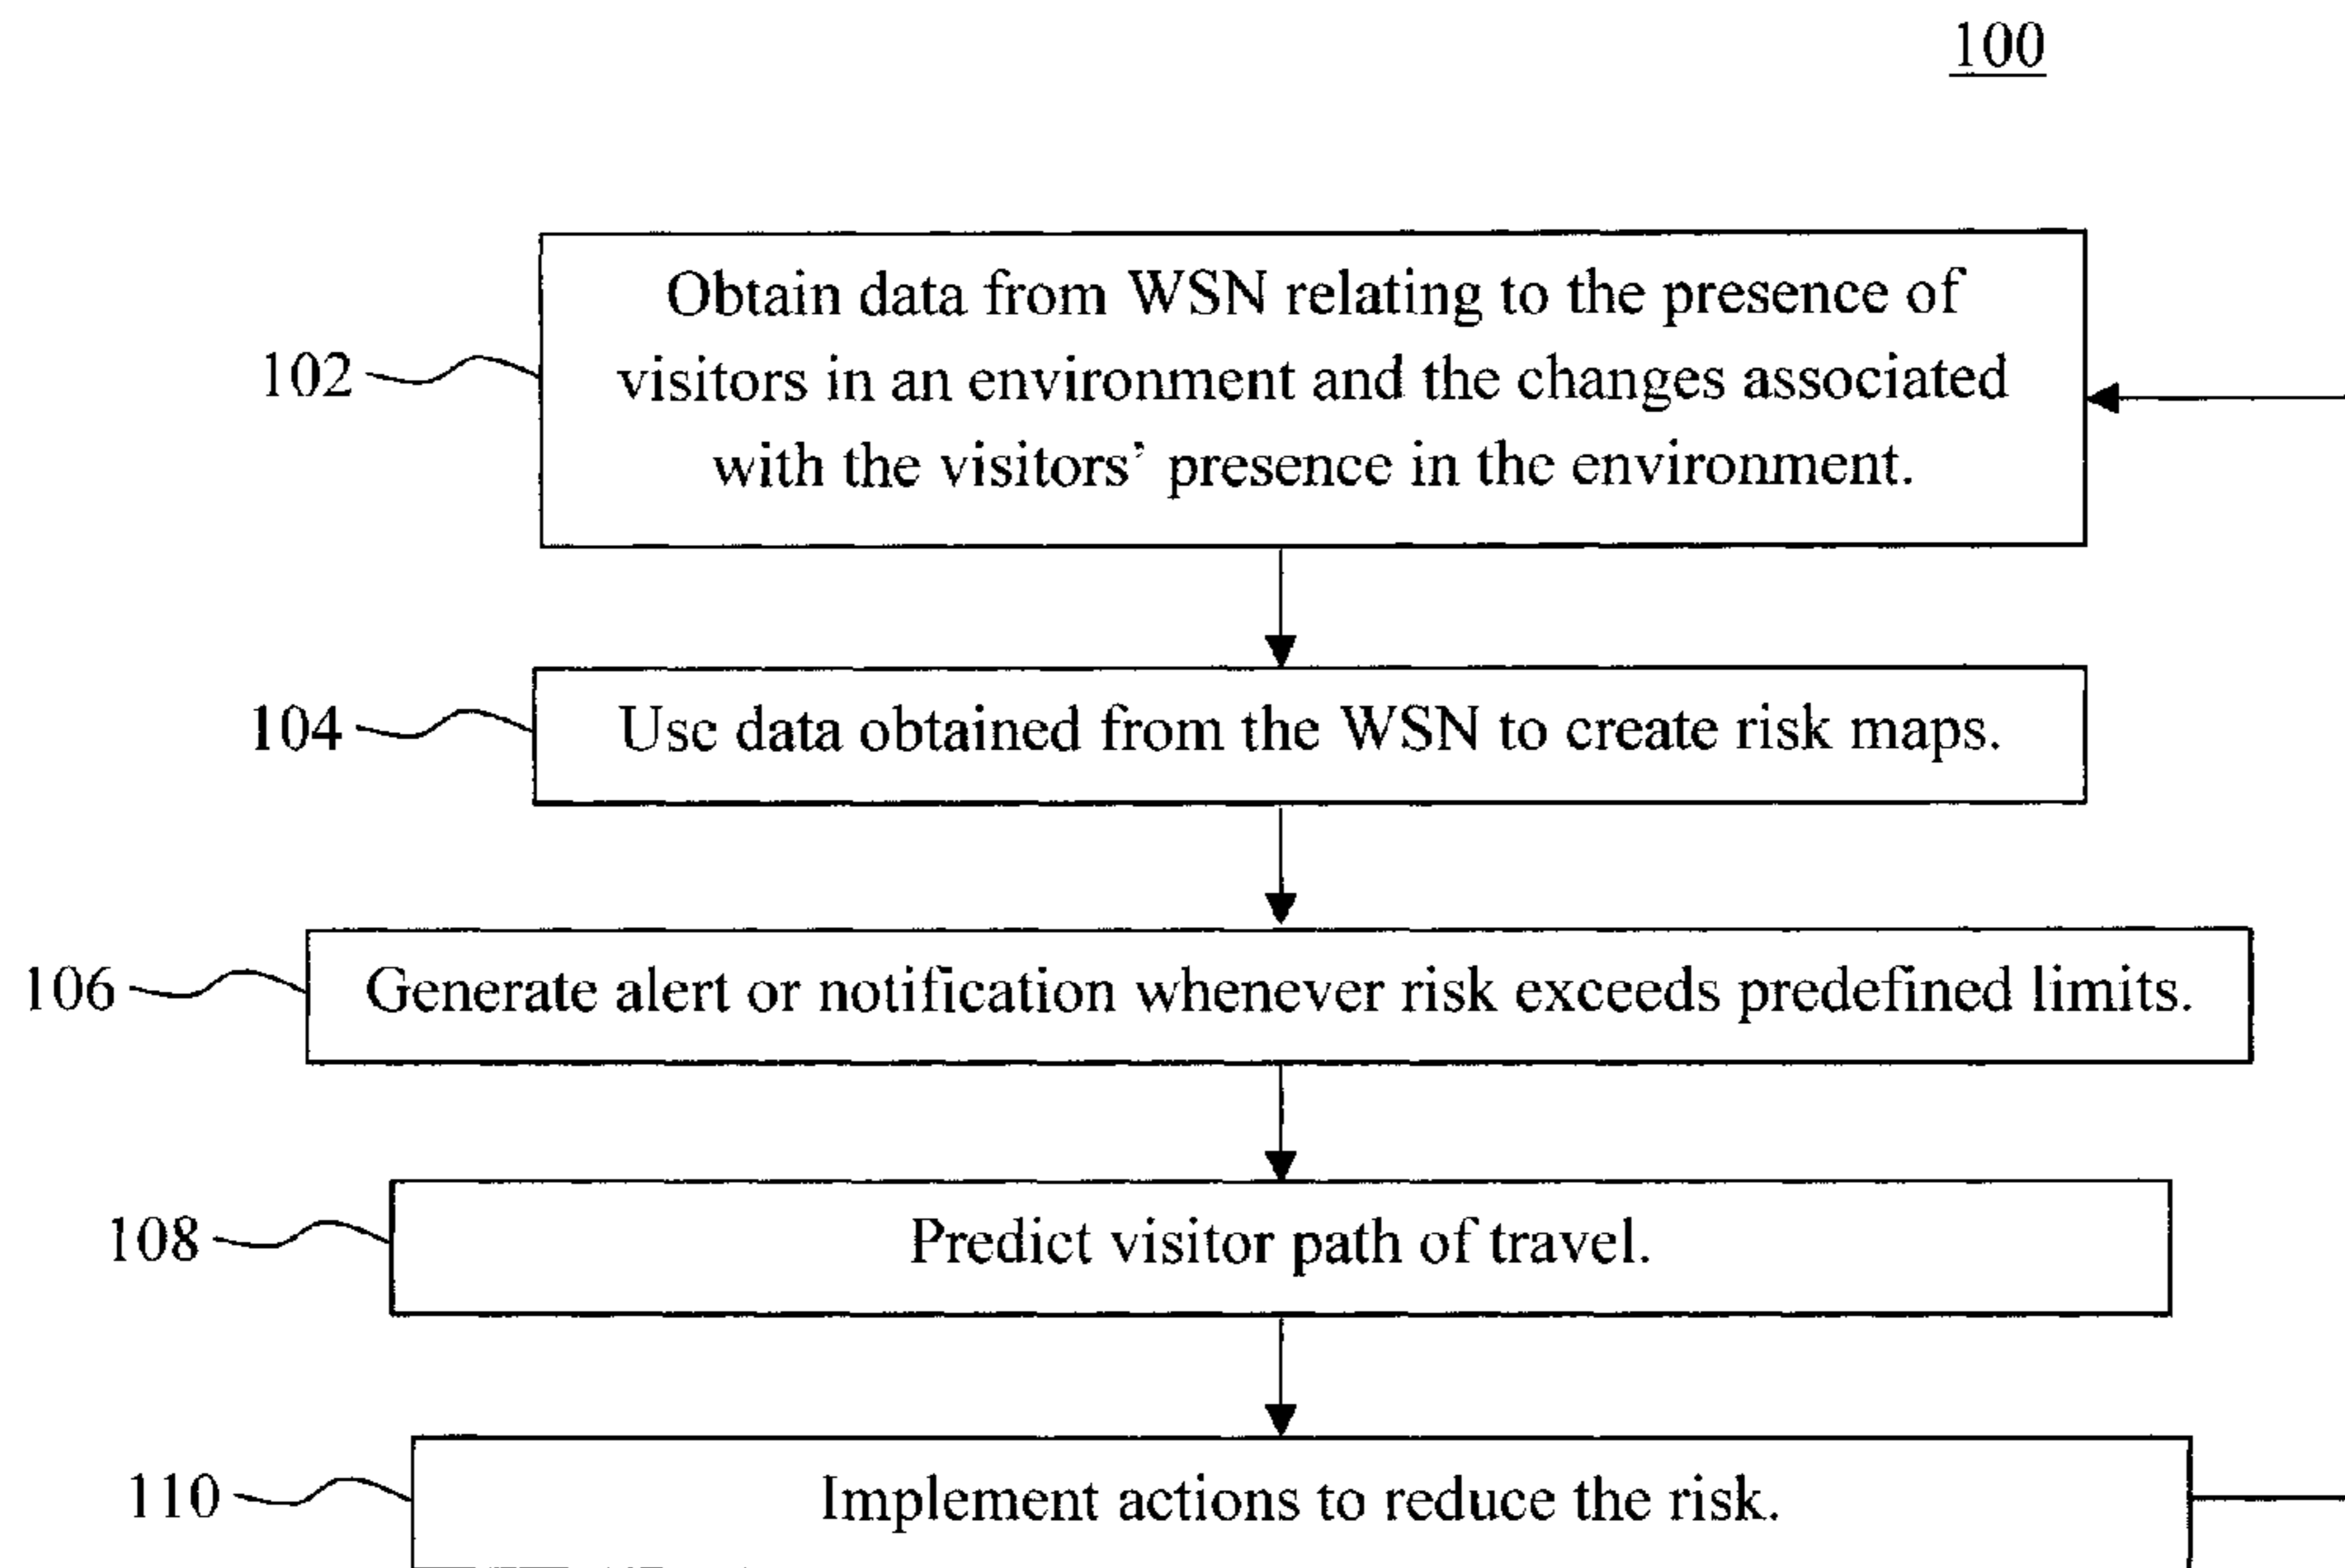 100
102
Obtain data from WSN relating to the presence of
visitors in an environment and the changes associated
with the visitors’ presence in the environment.
104
Use data obtained from the WSN to create risk maps.
106
Generate alert or notification whenever risk exceeds predefined limits.
108
Predict visitor path of travel.
110
Implement actions to reduce the risk.